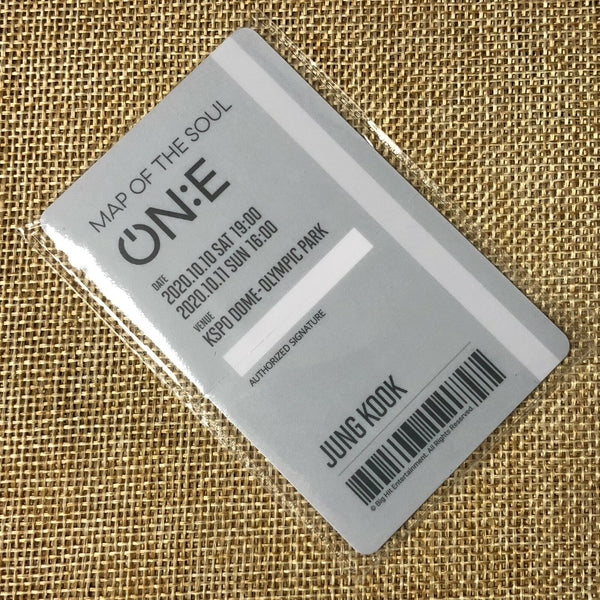 MAP OF THE SOUL
ON:E
DATE
2020.10.10 SAT 19:00
2020.10.11 SUN 16:00
VENUE
KSPO DOME-OLYMPIC PARK
AUTHORIZED SIGNATURE
JUNG KOOK
© Big Hit Entertainment. All Rights Reserved.